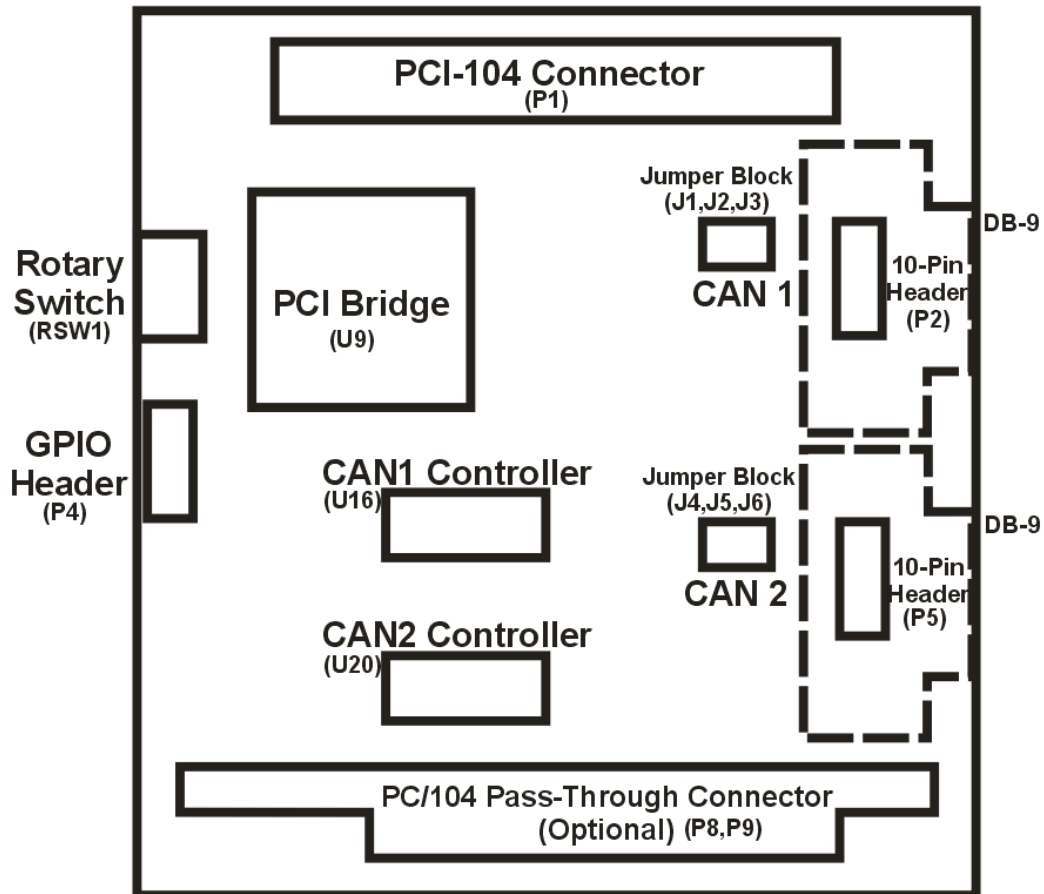 PCI-104 Connector
(P1)
Jumper Block
(J1,J2,J3)
CAN 1
DB-9
10-Pin
Header
(P2)
Rotary
Switch
(RSW1)
PCI Bridge
(U9)
GPIO
Header
(P4)
CAN1 Controller
(U16)
Jumper Block
(J4,J5,J6)
CAN 2
DB-9
10-Pin
Header
(P5)
CAN2 Controller
(U20)
PC/104 Pass-Through Connector
(Optional) (P8,P9)